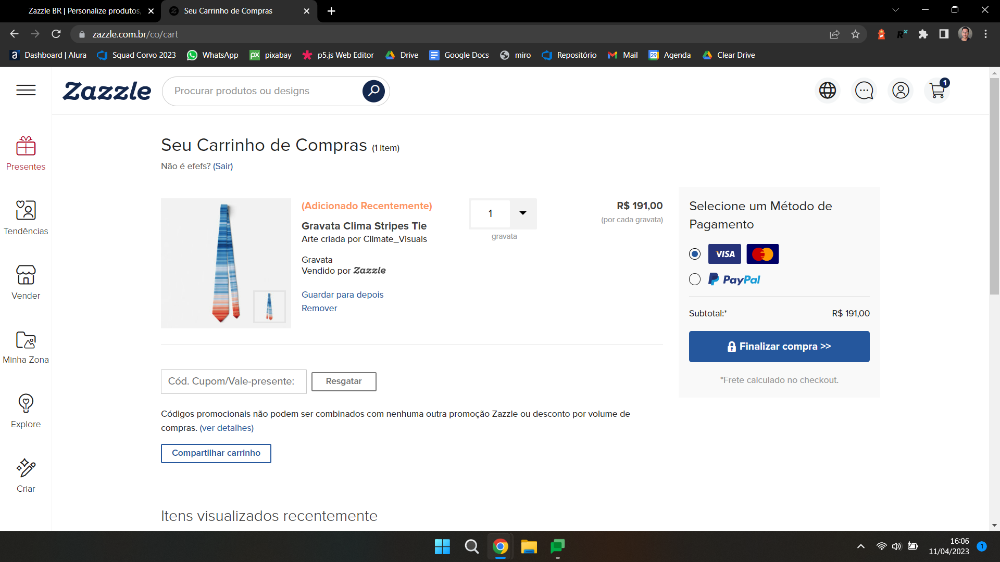 Zazzle BR | Personalize produtos,
Seu Carrinho de Compras
zazzle.com.br/co/cart
Dashboard | Alura
Squad Corvo 2023
WhatsApp
px pixabay
p5.js Web Editor
Drive
Google Docs
miro
Repositório
Mail
29 Agenda
Clear Drive
Zazzle
Procurar produtos ou designs
1
Presentes
Tendências
Vender
Minha Zona
Explore
Criar
Seu Carrinho de Compras (1 item)
Não é efefs? (Sair)
(Adicionado Recentemente)
Gravata Clima Stripes Tie
Arte criada por Climate_Visuals
Gravata
Vendido por Zazzle
Guardar para depois
Remover
1
gravata
R$ 191,00
(por cada gravata)
Selecione um Método de
Pagamento
VISA
PayPal
Subtotal:* R$ 191,00
Finalizar compra >>
*Frete calculado no checkout.
Cód. Cupom/Vale-presente:
Resgatar
Códigos promocionais não podem ser combinados com nenhuma outra promoção Zazzle ou desconto por volume de
compras. (ver detalhes)
Compartilhar carrinho
Itens visualizados recentemente
16:06
11/04/2023
1